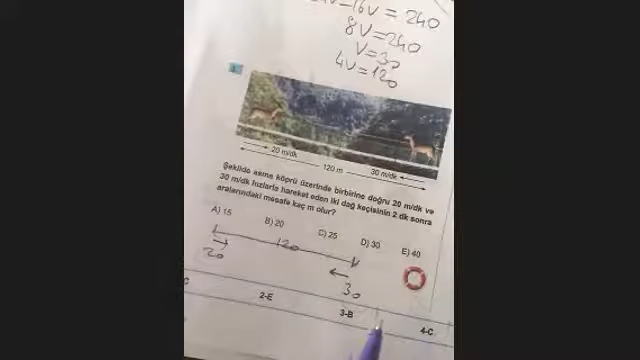 16V = 240
8V = 240
V = 30
4V = 120
20 m/dk
120 m
30 m/dk
Şekilde asma köprü üzerinde birbirine doğru 20 m/dk ve
30 m/dk hızlarla hareket eden iki dağ keçisinin 2 dk sonra
aralarındaki mesafe kaç m olur?
A) 15
B) 20
C) 25
D) 30
E) 40
120
20
30
2-E
3-B
4-C